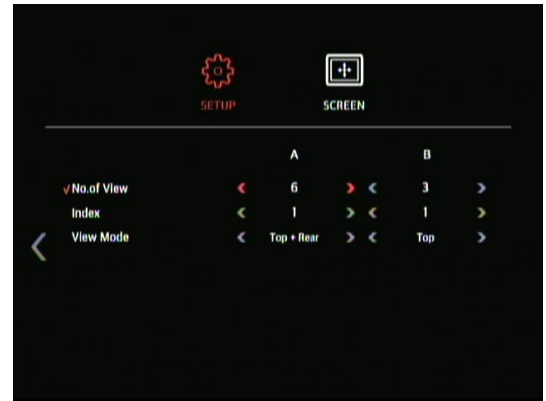 SETUP SCREEN
A B
✓No.of View 6 3
Index 1 1
View Mode Top + Rear Top